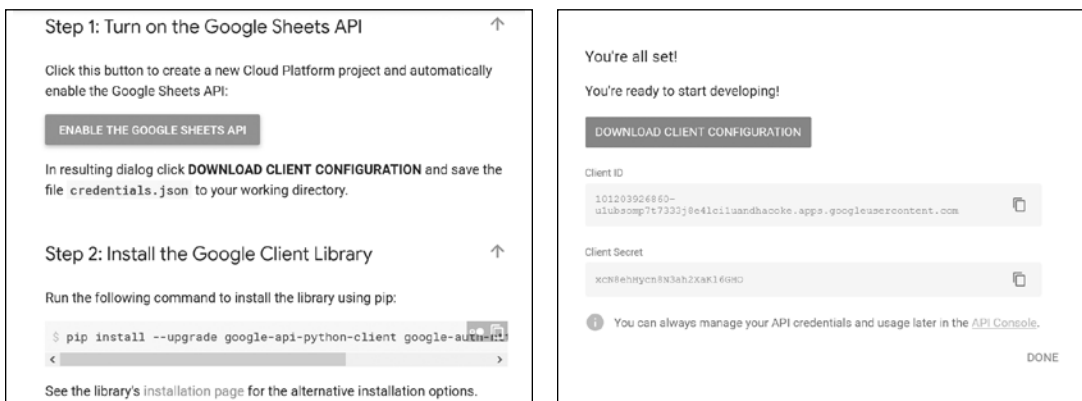 Step 1: Turn on the Google Sheets API
Click this button to create a new Cloud Platform project and automatically
enable the Google Sheets API:
ENABLE THE GOOGLE SHEETS API
In resulting dialog click DOWNLOAD CLIENT CONFIGURATION and save the
file credentials.json to your working directory.
Step 2: Install the Google Client Library
Run the following command to install the library using pip:
$ pip install --upgrade google-api-python-client
See the library's installation page for the alternative installation options.
You're all set!
You're ready to start developing!
DOWNLOAD CLIENT CONFIGURATION
Client ID
Client Secret
You can always manage your API credentials and usage later in the API Console.
DONE